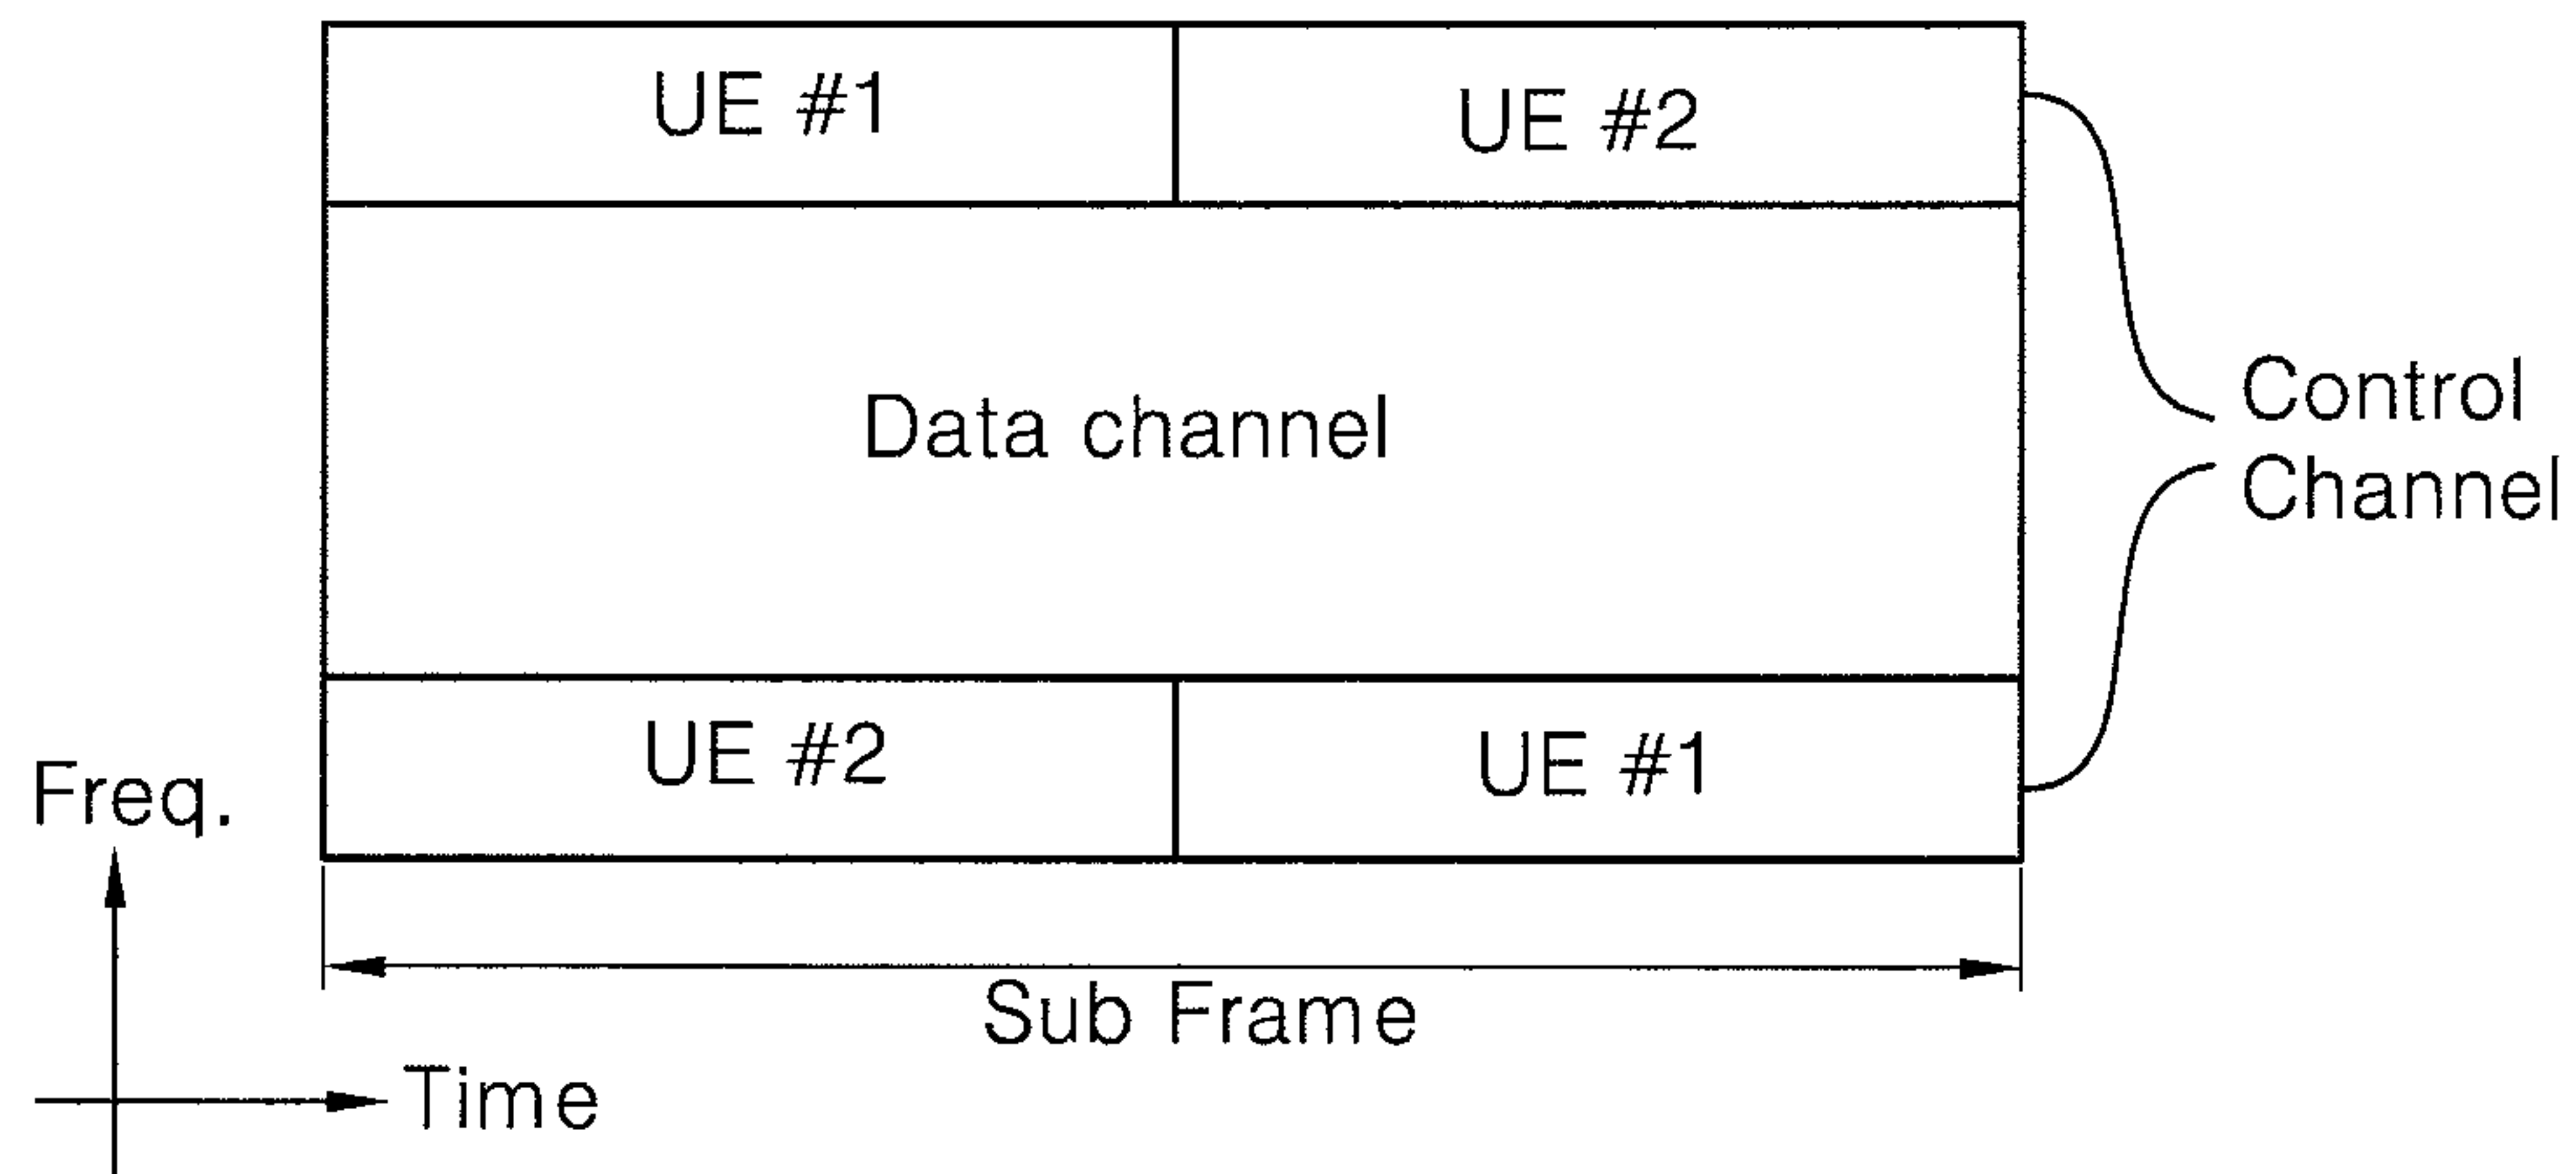 UE #1
UE #2
Data channel
Control
Channel
UE #2
UE #1
Freq.
Sub Frame
Time